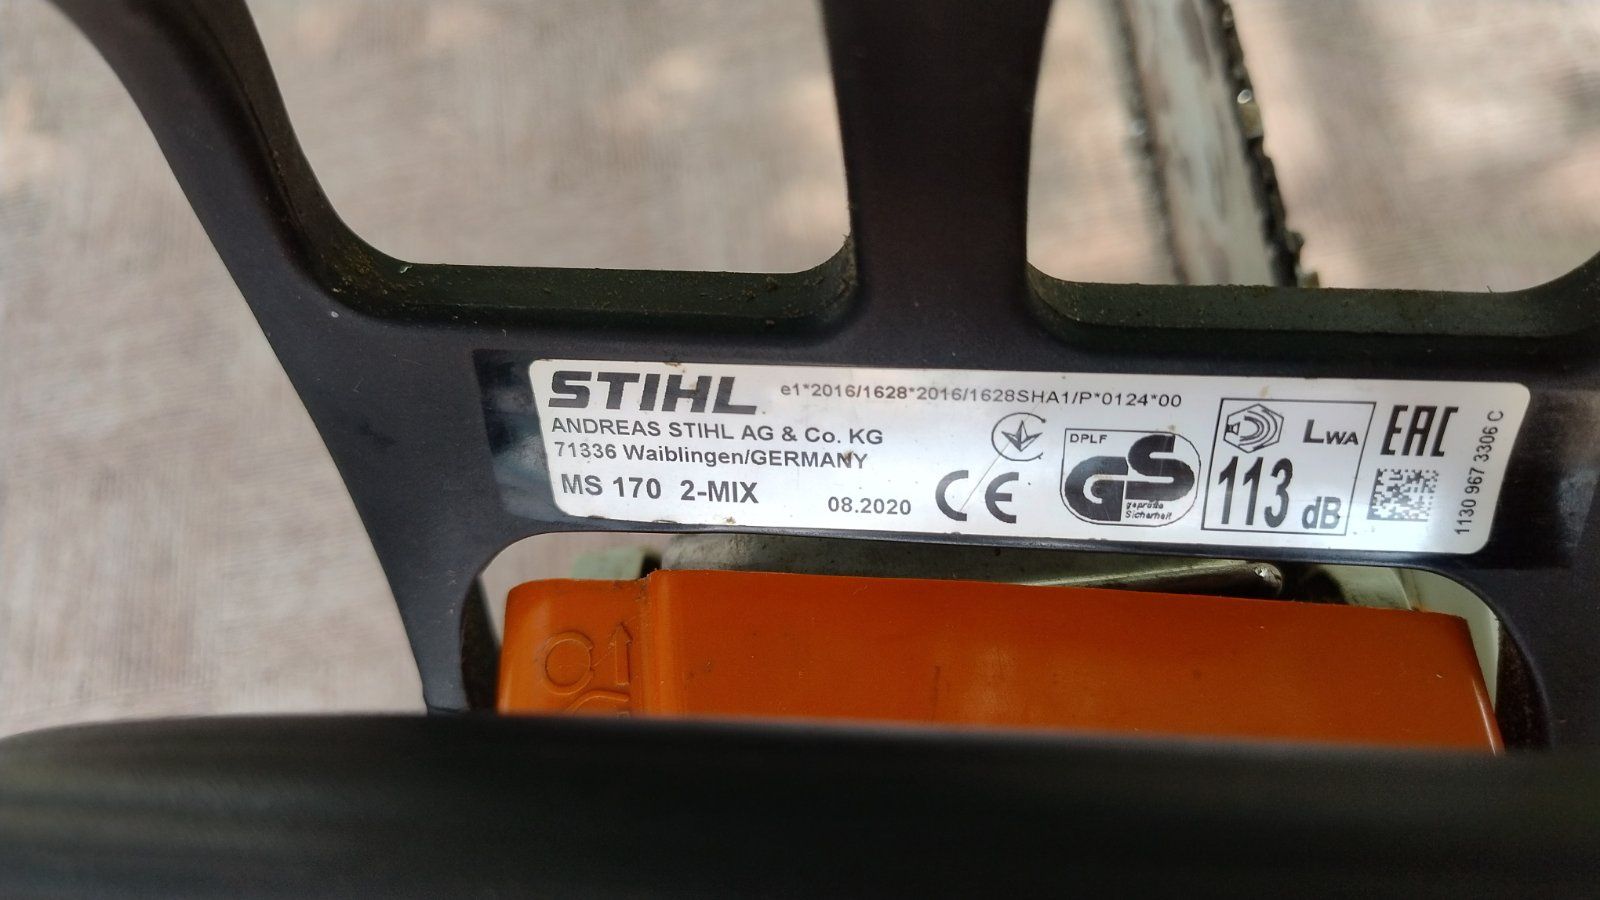 STIHL
e1*2016/1628*2016/1628SHA1/P*0124*00
ANDREAS STIHL AG & Co. KG
71336 Waiblingen/GERMANY
MS 170 2-MIX
08.2020
CE
DPLF
GS
geprüfte
Sicherheit
LWA
113 dB
EAC
1130 967 3306 C